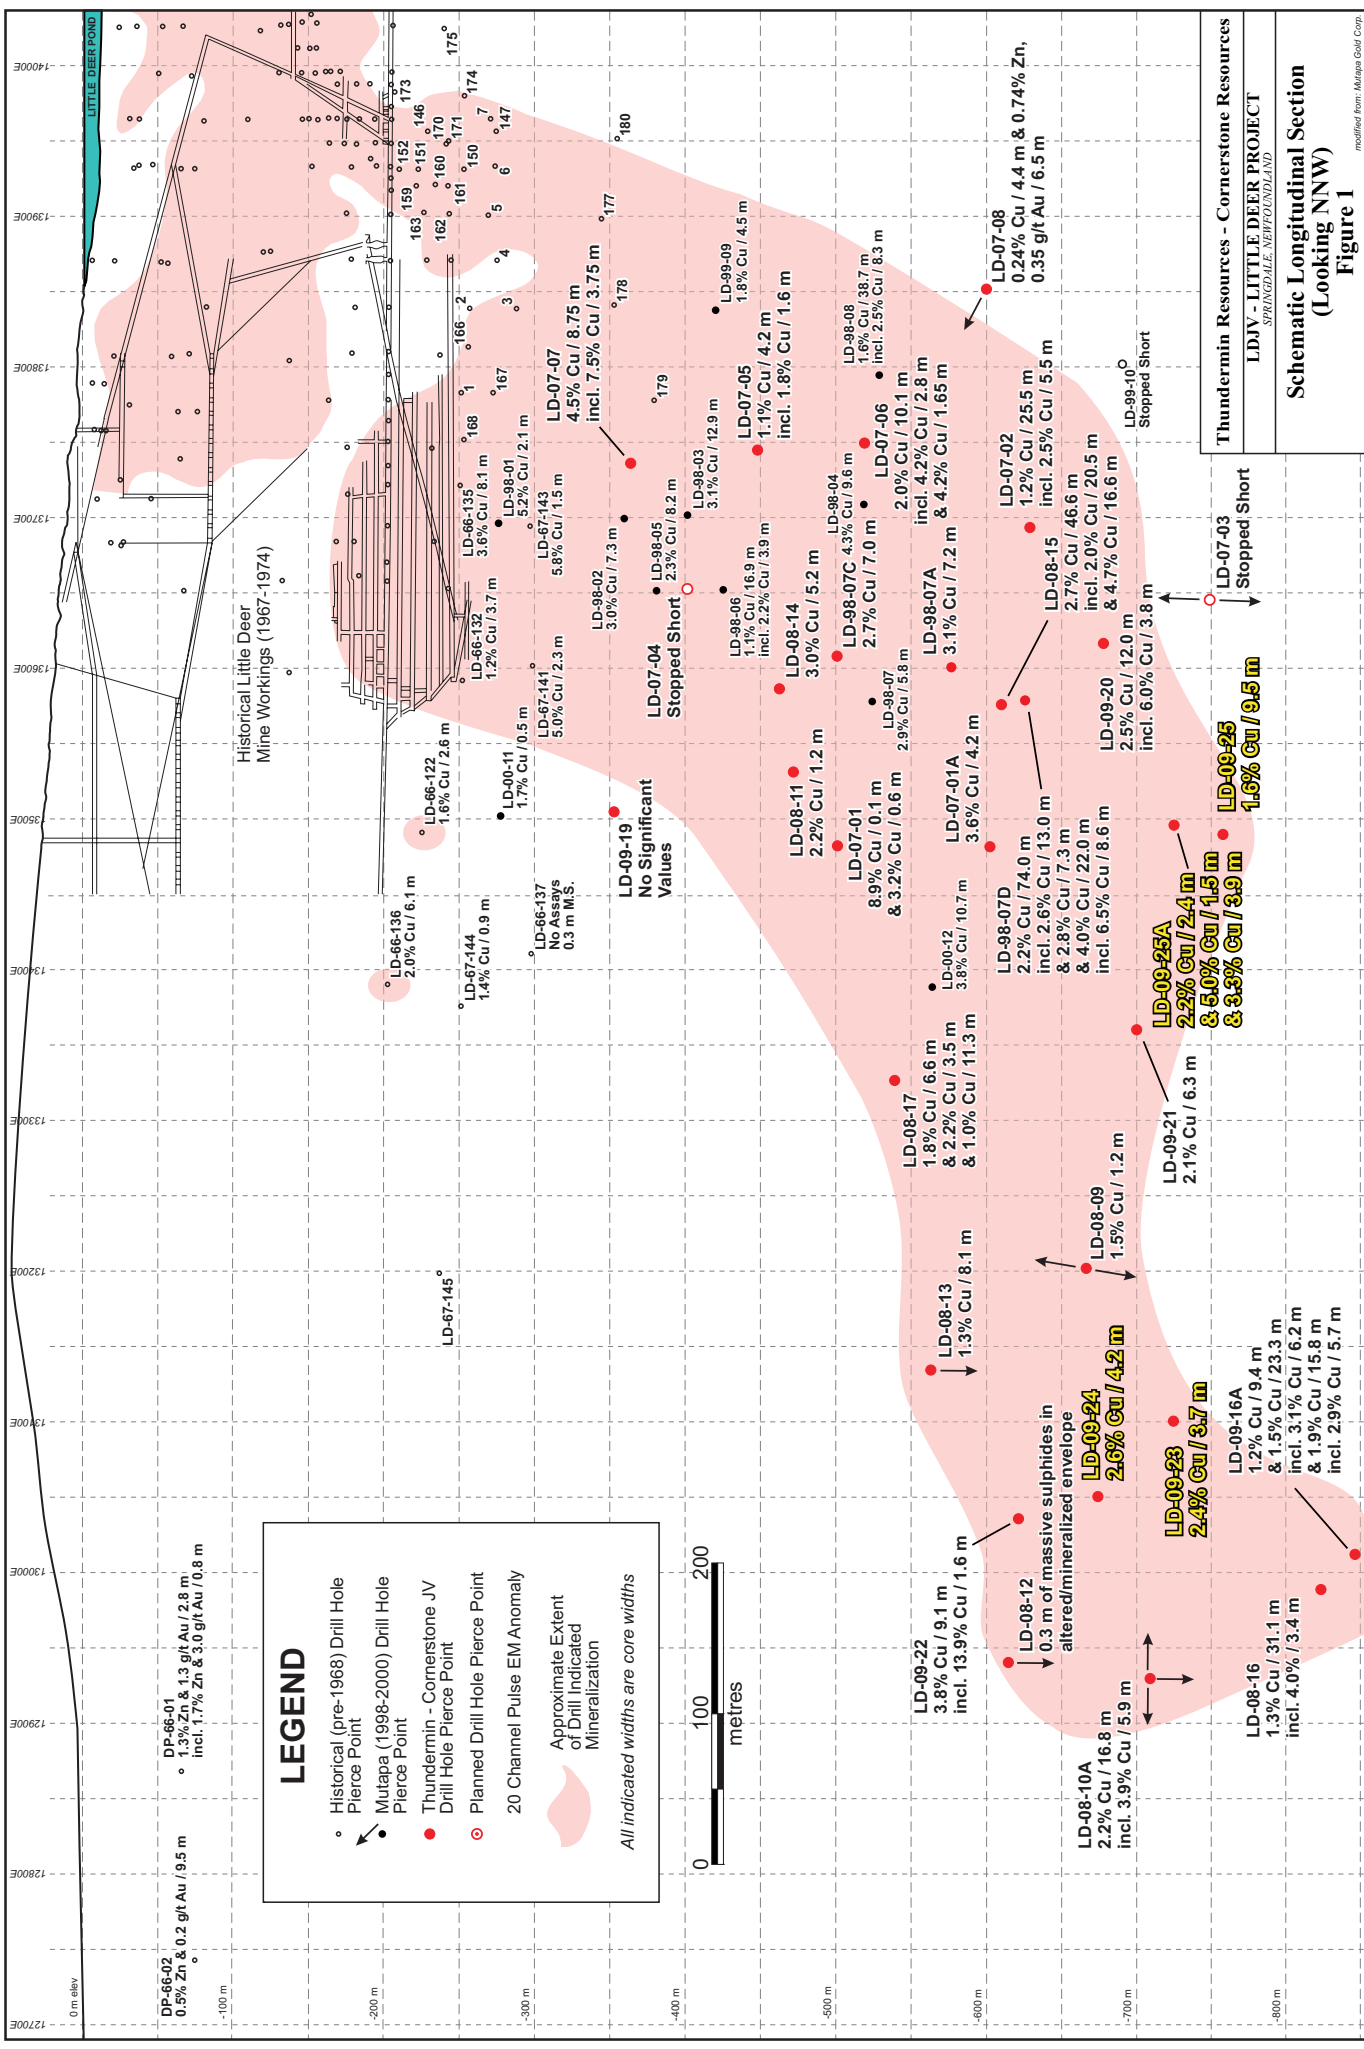 14000E
13900E
13800E
13700E
13600E
13500E
13400E
13300E
13200E
13100E
13000E
12900E
12800E
12700E
0 m elev
-100 m
-200 m
-300 m
-400 m
-500 m
-600 m
-700 m
-800 m
LITTLE DEER POND
Historical Little Deer
Mine Workings (1967-1974)
DP-66-02
0.5% Zn & 0.2 g/t Au / 9.5 m
DP-66-01
1.3% Zn & 1.3 g/t Au / 2.8 m
incl. 1.7% Zn & 3.0 g/t Au / 0.8 m
LD-67-145
LD-66-136
2.0% Cu / 6.1 m
LD-67-144
1.4% Cu / 0.9 m
LD-66-137
No Assays
0.3 m M.S.
LD-66-122
1.6% Cu / 2.6 m
LD-00-11
1.7% Cu / 0.5 m
LD-66-132
1.2% Cu / 3.7 m
LD-67-141
5.0% Cu / 2.3 m
LD-66-135
3.6% Cu / 8.1 m
LD-98-01
5.2% Cu / 2.1 m
LD-67-143
5.8% Cu / 1.5 m
168
1
167
166
2
3
4
5
6
7
163
162
159
161
160
152
151
150
146
170
171
147
173
174
175
177
178
179
180
LD-09-19
No Significant
Values
LD-98-02
3.0% Cu / 7.3 m
LD-07-07
4.5% Cu / 8.75 m
incl. 7.5% Cu / 3.75 m
LD-98-05
2.3% Cu / 8.2 m
LD-07-04
Stopped Short
LD-98-03
3.1% Cu / 12.9 m
LD-99-09
1.8% Cu / 4.5 m
LD-98-06
1.1% Cu / 16.9 m
incl. 2.2% Cu / 3.9 m
LD-07-05
1.1% Cu / 4.2 m
incl. 1.8% Cu / 1.6 m
LD-08-14
3.0% Cu / 5.2 m
LD-08-11
2.2% Cu / 1.2 m
LD-98-04
4.3% Cu / 9.6 m
LD-98-07C
2.7% Cu / 7.0 m
LD-98-08
1.6% Cu / 38.7 m
incl. 2.5% Cu / 8.3 m
LD-07-06
2.0% Cu / 10.1 m
incl. 4.2% Cu / 2.8 m
& 4.2% Cu / 1.65 m
LD-07-01
8.9% Cu / 0.1 m
& 3.2% Cu / 0.6 m
LD-98-07
2.9% Cu / 5.8 m
LD-98-07A
3.1% Cu / 7.2 m
LD-00-12
3.8% Cu / 10.7 m
LD-07-01A
3.6% Cu / 4.2 m
LD-07-08
0.24% Cu / 4.4 m & 0.74% Zn,
0.35 g/t Au / 6.5 m
LD-07-02
1.2% Cu / 25.5 m
incl. 2.5% Cu / 5.5 m
LD-98-07D
2.2% Cu / 74.0 m
incl. 2.6% Cu / 13.0 m
& 2.8% Cu / 7.3 m
& 4.0% Cu / 22.0 m
incl. 6.5% Cu / 8.6 m
LD-08-15
2.7% Cu / 46.6 m
incl. 2.0% Cu / 20.5 m
& 4.7% Cu / 16.6 m
LD-99-10
Stopped Short
LD-09-20
2.5% Cu / 12.0 m
incl. 6.0% Cu / 3.8 m
LD-07-03
Stopped Short
LD-09-25
1.6% Cu / 9.5 m
LD-09-25A
2.2% Cu / 2.4 m
& 5.0% Cu / 1.5 m
& 3.3% Cu / 3.9 m
LD-09-21
2.1% Cu / 6.3 m
LD-08-17
1.8% Cu / 6.6 m
& 2.2% Cu / 3.5 m
& 1.0% Cu / 11.3 m
LD-08-09
1.5% Cu / 1.2 m
LD-08-13
1.3% Cu / 8.1 m
LD-09-24
2.6% Cu / 4.2 m
LD-09-23
2.4% Cu / 3.7 m
LD-09-22
3.8% Cu / 9.1 m
incl. 13.9% Cu / 1.6 m
LD-08-12
0.3 m of massive sulphides in
altered/mineralized envelope
LD-08-10A
2.2% Cu / 16.8 m
incl. 3.9% Cu / 5.9 m
LD-09-16A
1.2% Cu / 9.4 m
& 1.5% Cu / 23.3 m
incl. 3.1% Cu / 6.2 m
& 1.9% Cu / 15.8 m
incl. 2.9% Cu / 5.7 m
LD-08-16
1.3% Cu / 31.1 m
incl. 4.0% / 3.4 m
LEGEND
Historical (pre-1968) Drill Hole
Pierce Point
Mutapa (1998-2000) Drill Hole
Pierce Point
Thundermin - Cornerstone JV
Drill Hole Pierce Point
Planned Drill Hole Pierce Point
20 Channel Pulse EM Anomaly
Approximate Extent
of Drill Indicated
Mineralization
All indicated widths are core widths
0 100 200
metres
Thundermin Resources - Cornerstone Resources
LDJV - LITTLE DEER PROJECT
SPRINGDALE, NEWFOUNDLAND
Schematic Longitudinal Section
(Looking NNW)
Figure 1
modified from: Mutapa Gold Corp.